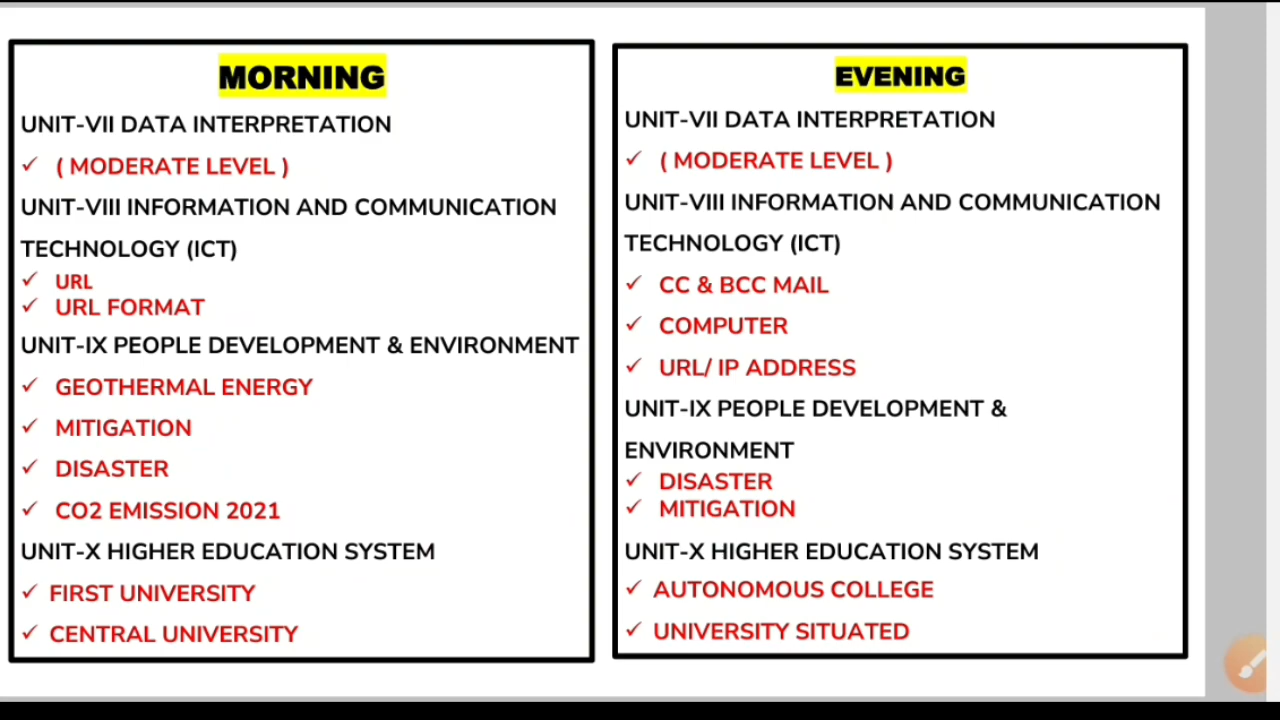 MORNING
UNIT-VII DATA INTERPRETATION
✓ ( MODERATE LEVEL )
UNIT-VIII INFORMATION AND COMMUNICATION
TECHNOLOGY (ICT)
✓ URL
✓ URL FORMAT
UNIT-IX PEOPLE DEVELOPMENT & ENVIRONMENT
✓ GEOTHERMAL ENERGY
✓ MITIGATION
✓ DISASTER
✓ CO2 EMISSION 2021
UNIT-X HIGHER EDUCATION SYSTEM
✓ FIRST UNIVERSITY
✓ CENTRAL UNIVERSITY
EVENING
UNIT-VII DATA INTERPRETATION
✓ ( MODERATE LEVEL )
UNIT-VIII INFORMATION AND COMMUNICATION
TECHNOLOGY (ICT)
✓ CC & BCC MAIL
✓ COMPUTER
✓ URL/ IP ADDRESS
UNIT-IX PEOPLE DEVELOPMENT &
ENVIRONMENT
✓ DISASTER
✓ MITIGATION
UNIT-X HIGHER EDUCATION SYSTEM
✓ AUTONOMOUS COLLEGE
✓ UNIVERSITY SITUATED